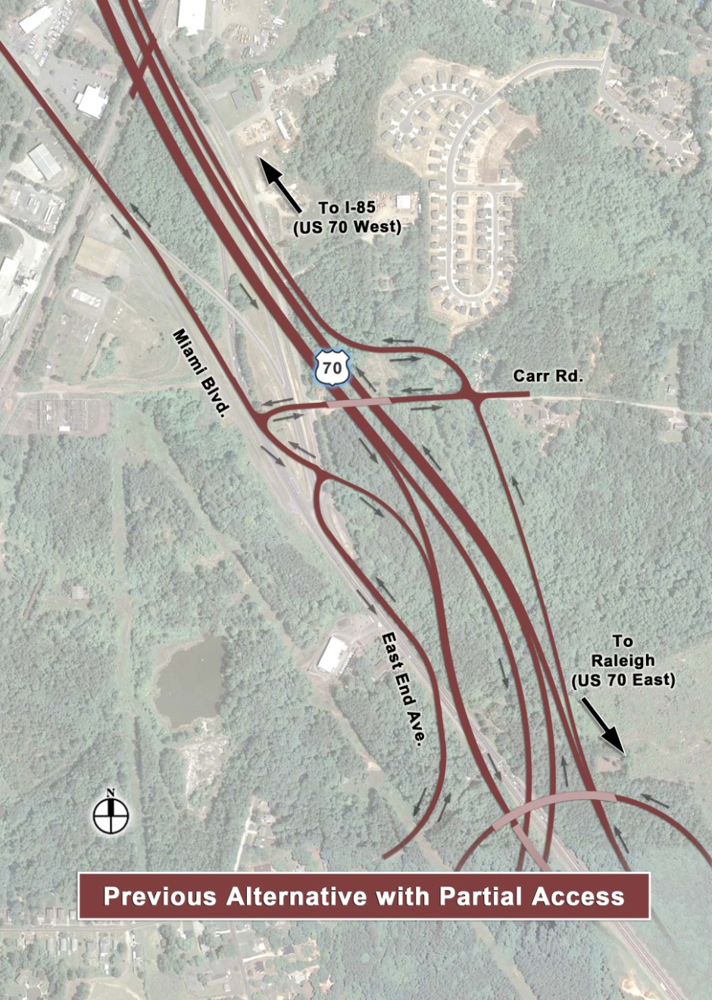 To I-85
(US 70 West)
Miami Blvd.
70
Carr Rd.
To
Raleigh
(US 70 East)
East End Ave.
N
Previous Alternative with Partial Access